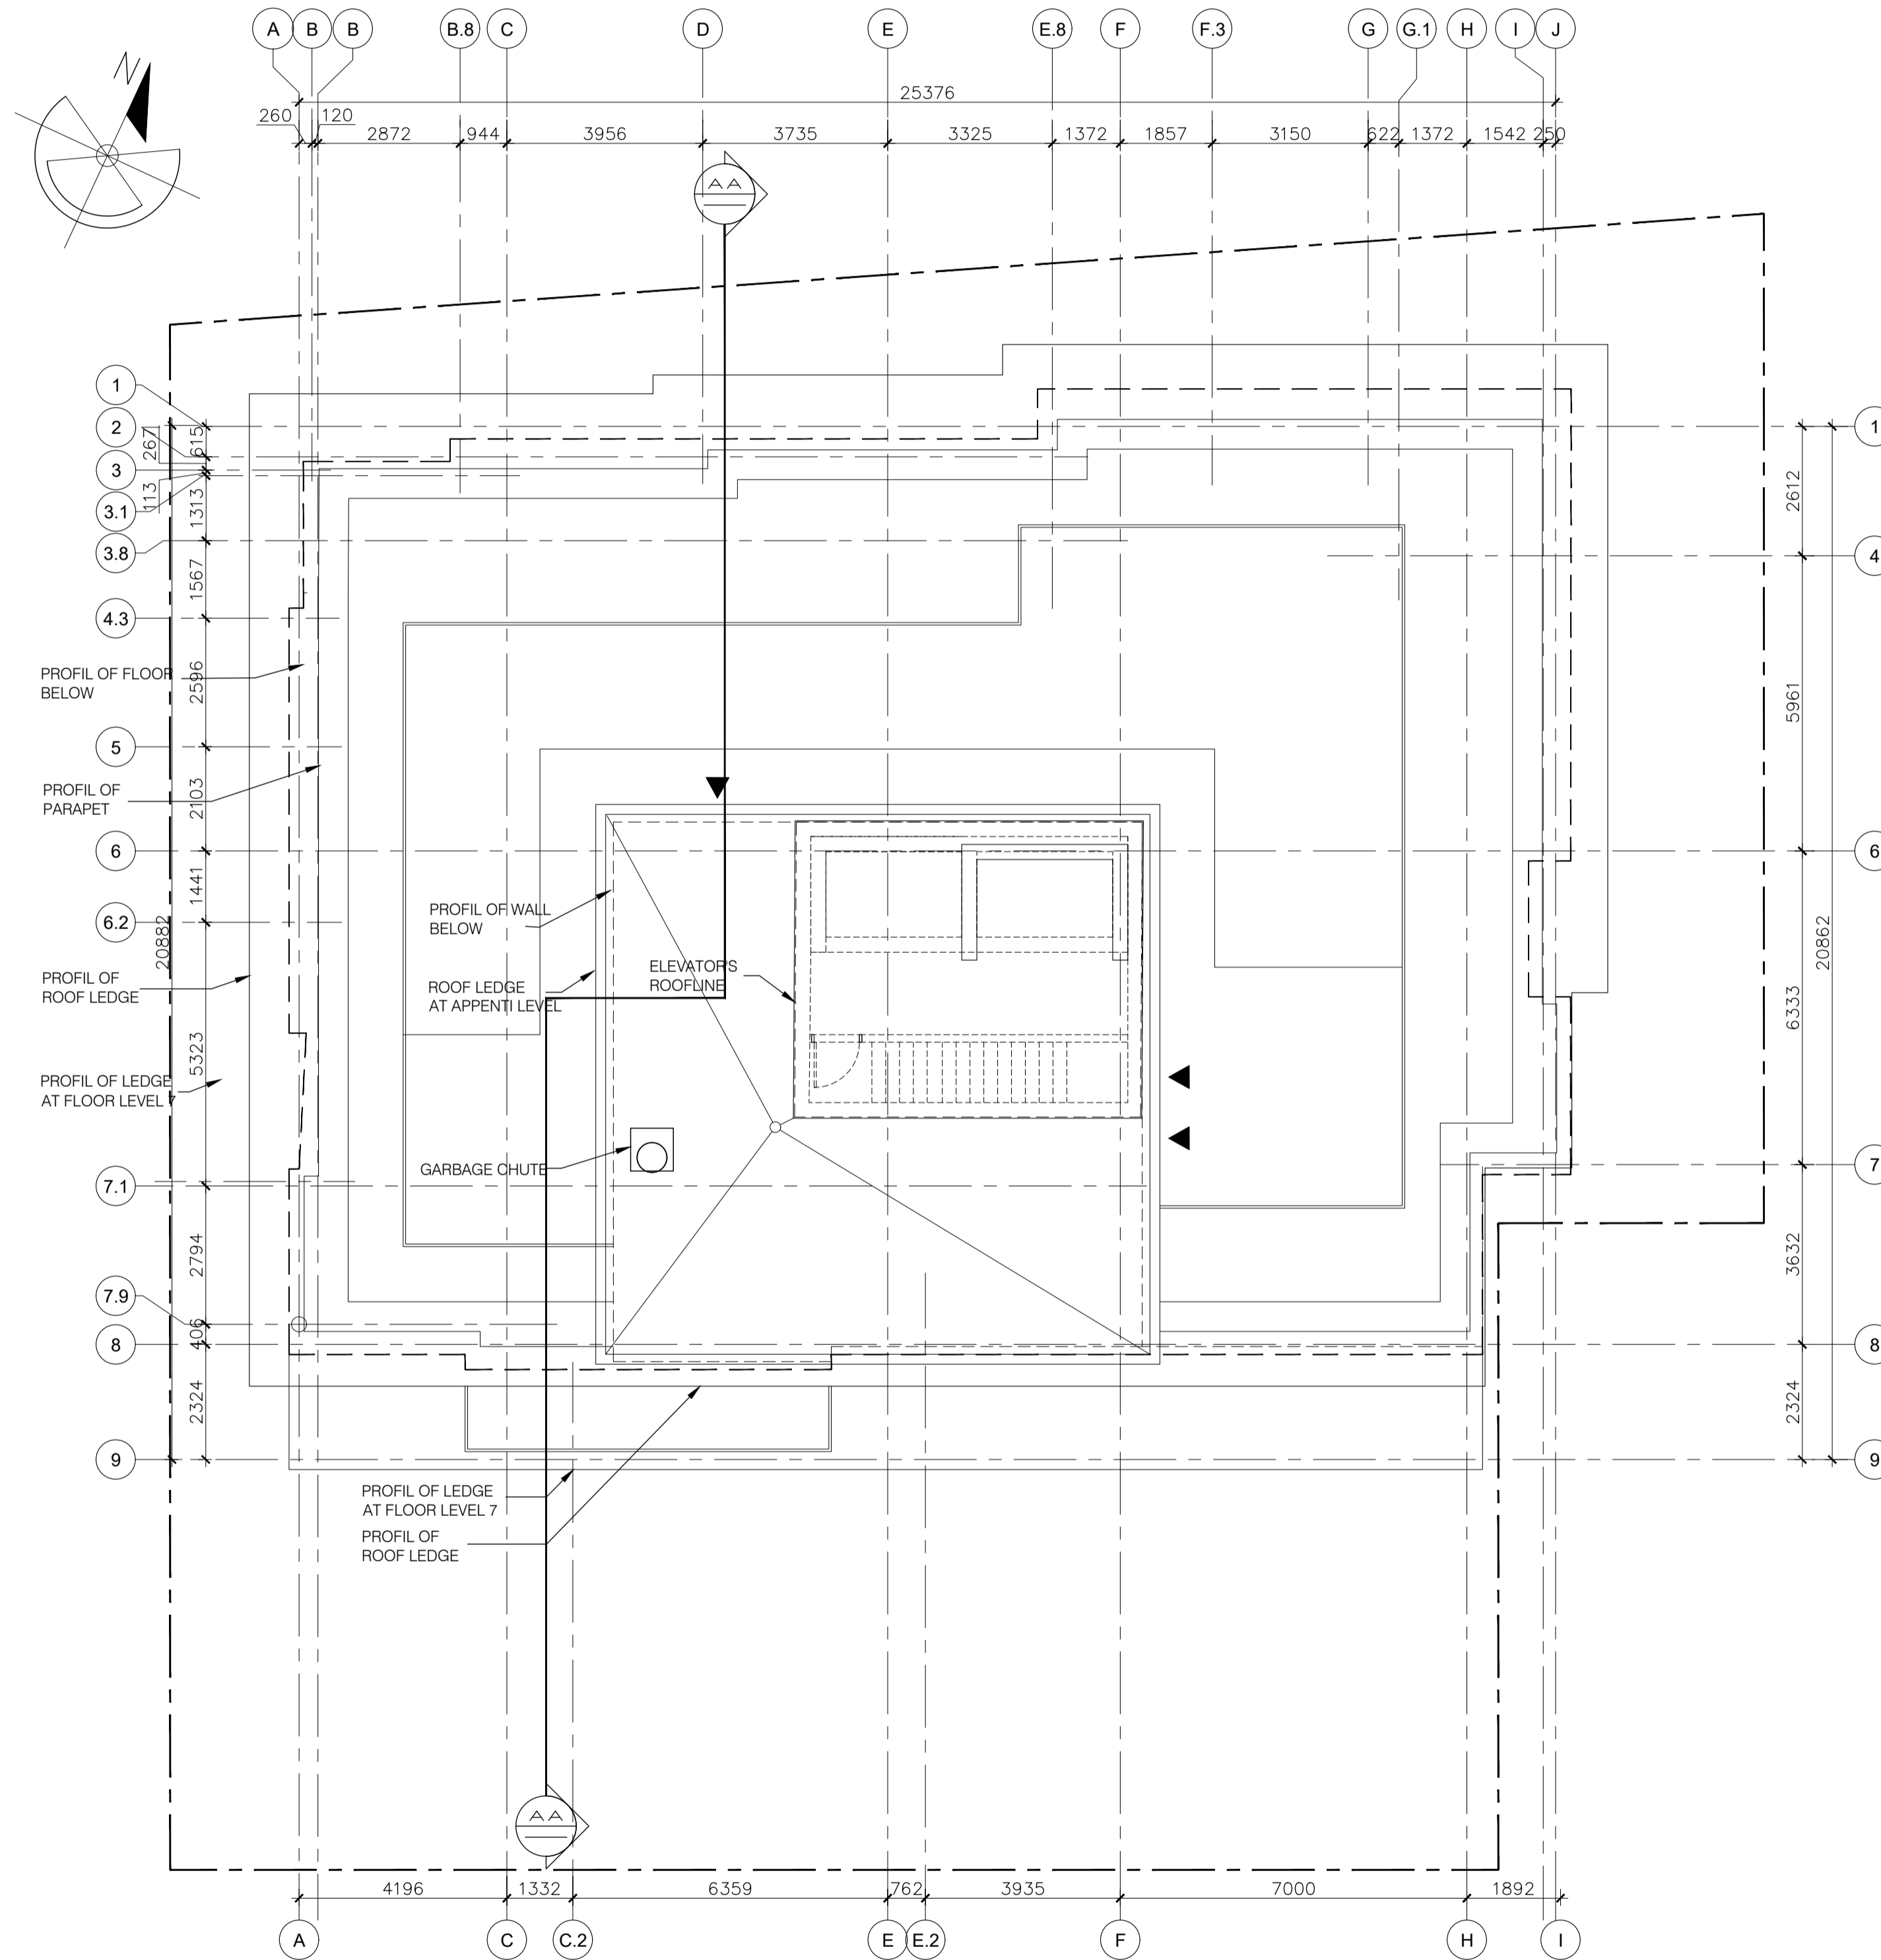 A B B B.8 C D E E.8 F F.3 G G.1 H I J
N
25376
260 120 2872 944 3956 3735 3325 1372 1857 3150 622 1372 1542 250
AA
1
2
3
3.1
3.8
4.3
5
6
6.2
7.1
7.9
8
9
267
615
113
1313
1567
2596
2103
1441
20882
5323
2794
406
2324
PROFIL OF FLOOR
BELOW
PROFIL OF
PARAPET
PROFIL OF
ROOF LEDGE
PROFIL OF LEDGE
AT FLOOR LEVEL 7
PROFIL OF WALL
BELOW
ROOF LEDGE
AT APPENTI LEVEL
ELEVATOR'S
ROOFLINE
GARBAGE CHUTE
PROFIL OF LEDGE
AT FLOOR LEVEL 7
PROFIL OF
ROOF LEDGE
1
4
6
7
8
9
2612
5961
20862
6333
3632
2324
AA
4196 1332 6359 762 3935 7000 1892
A C C.2 E E.2 F H I